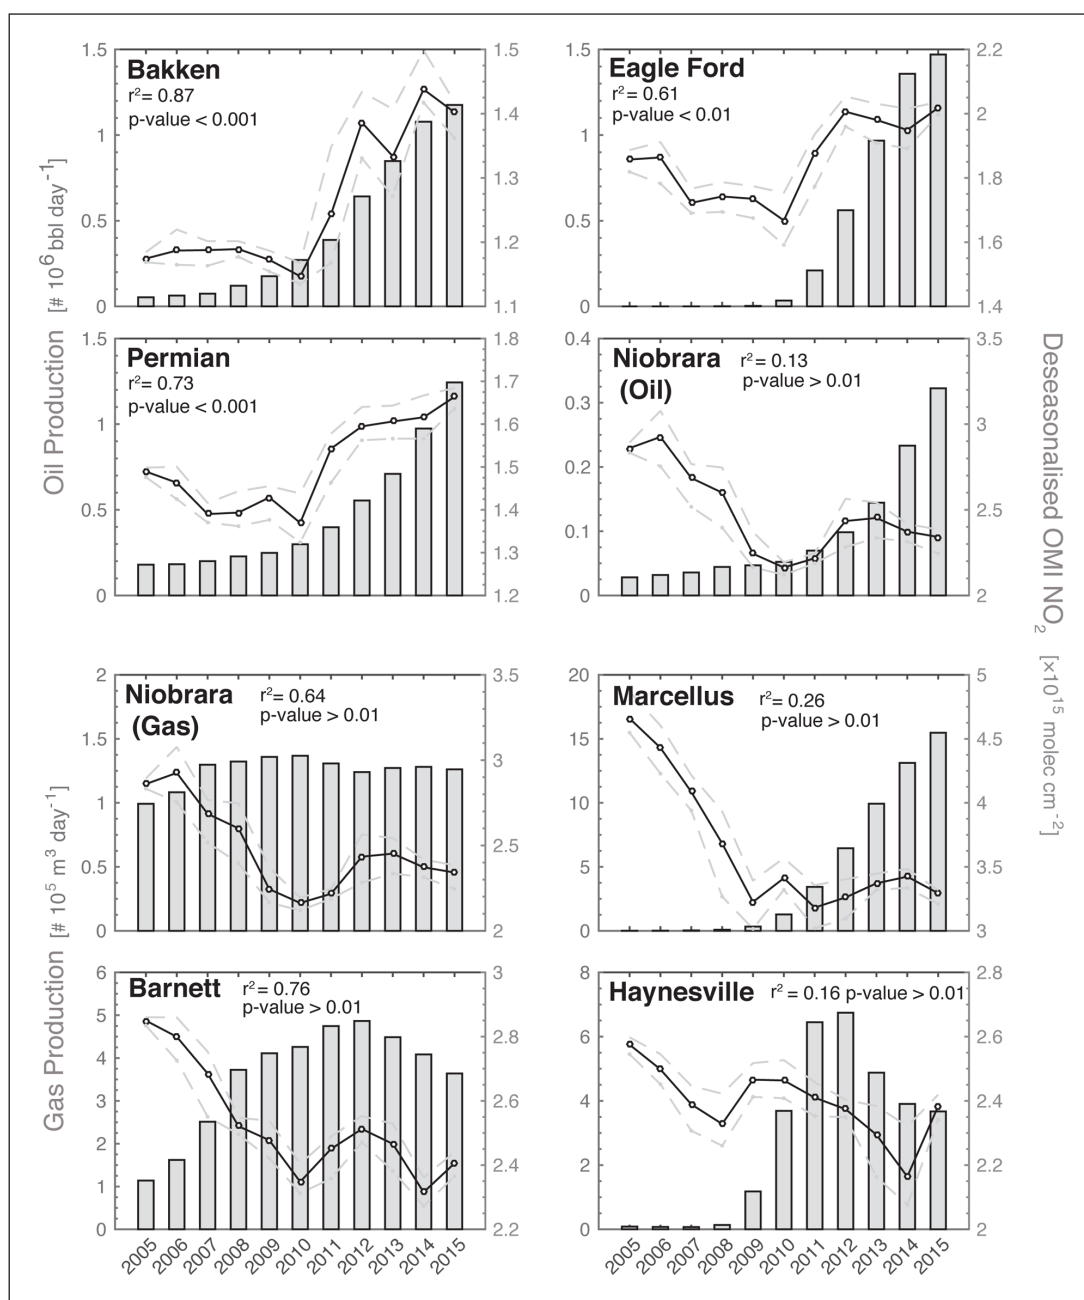 Bakken
r²= 0.87
p-value < 0.001
1.5
1
0.5
0
1.5
1.4
1.3
1.2
1.1
Eagle Ford
r²= 0.61
p-value < 0.01
1.5
1
0.5
0
2.2
2
1.8
1.6
1.4
Permian
r²= 0.73
p-value < 0.001
1.5
1
0.5
0
1.8
1.7
1.6
1.5
1.4
1.3
1.2
Niobrara
(Oil)
r²= 0.13
p-value > 0.01
0.4
0.3
0.2
0.1
0
3.5
3
2.5
2
Oil Production [# 10⁶ bbl day⁻¹]
Deseasonalised OMI NO₂ [×10¹⁵ molec cm⁻²]
Niobrara
(Gas)
r²= 0.64
p-value > 0.01
2
1.5
1
0.5
0
3.5
3
2.5
2
Marcellus
r²= 0.26
p-value > 0.01
20
15
10
5
0
5
4.5
4
3.5
3
Barnett
r²= 0.76
p-value > 0.01
6
5
4
3
2
1
0
3
2.8
2.6
2.4
2.2
Haynesville r²= 0.16 p-value > 0.01
8
6
4
2
0
2.8
2.6
2.4
2.2
2
Gas Production [# 10⁵ m³ day⁻¹]
2005 2006 2007 2008 2009 2010 2011 2012 2013 2014 2015
2005 2006 2007 2008 2009 2010 2011 2012 2013 2014 2015